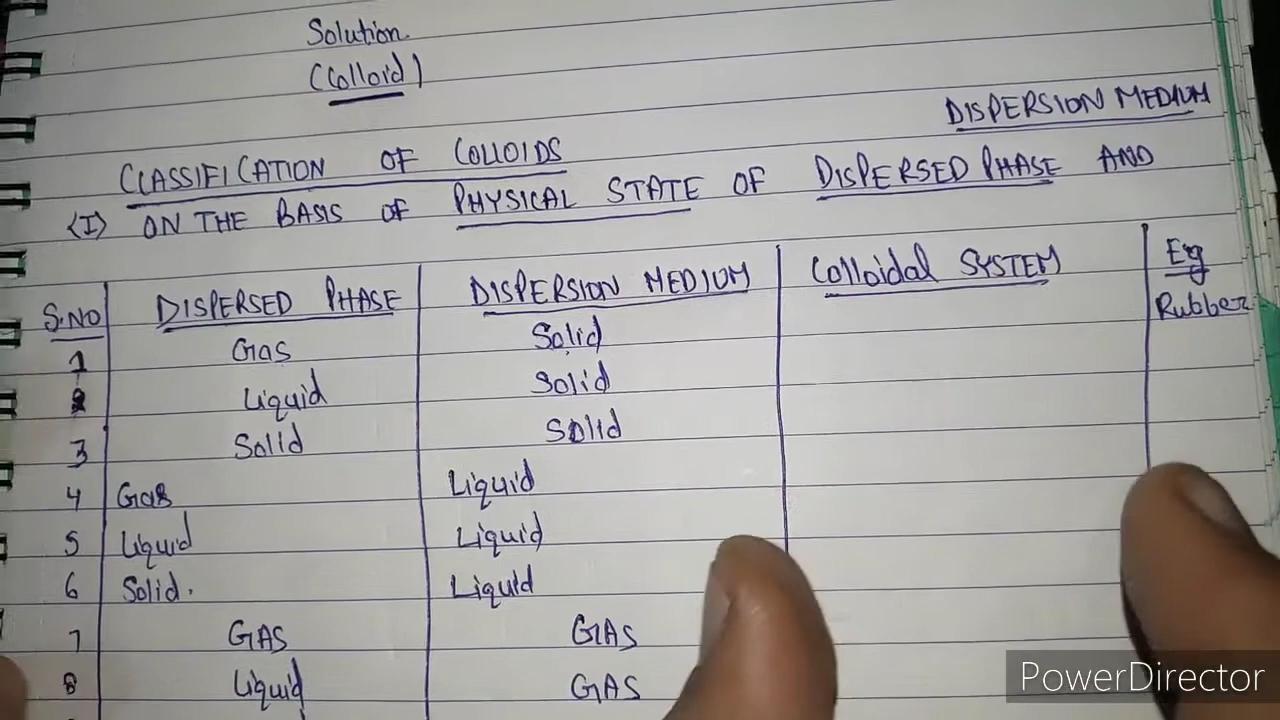 Solution
(Colloid)
DISPERSION MEDIUM
CLASSIFICATION OF COLLOIDS
(I) ON THE BASIS OF PHYSICAL STATE OF DISPERSED PHASE AND
S.NO DISPERSED PHASE DISPERSION MEDIUM Colloidal SYSTEM Eg
1 Gas Solid Rubber
2 Liquid Solid
3 Solid Solid
4 Gas Liquid
5 Liquid Liquid
6 Solid. Liquid
7 GAS GAS
8 Liquid GAS
PowerDirector